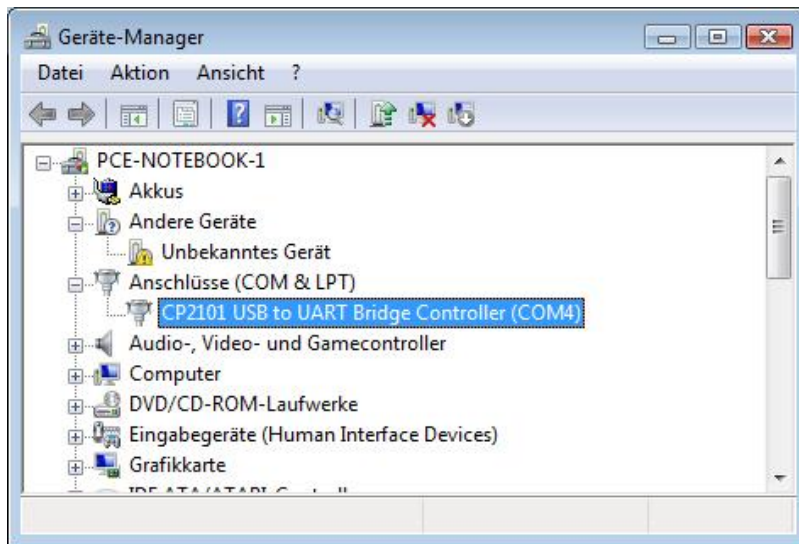 Geräte-Manager
Datei Aktion Ansicht ?
PCE-NOTEBOOK-1
Akkus
Andere Geräte
Unbekanntes Gerät
Anschlüsse (COM & LPT)
CP2101 USB to UART Bridge Controller (COM4)
Audio-, Video- und Gamecontroller
Computer
DVD/CD-ROM-Laufwerke
Eingabegeräte (Human Interface Devices)
Grafikkarte